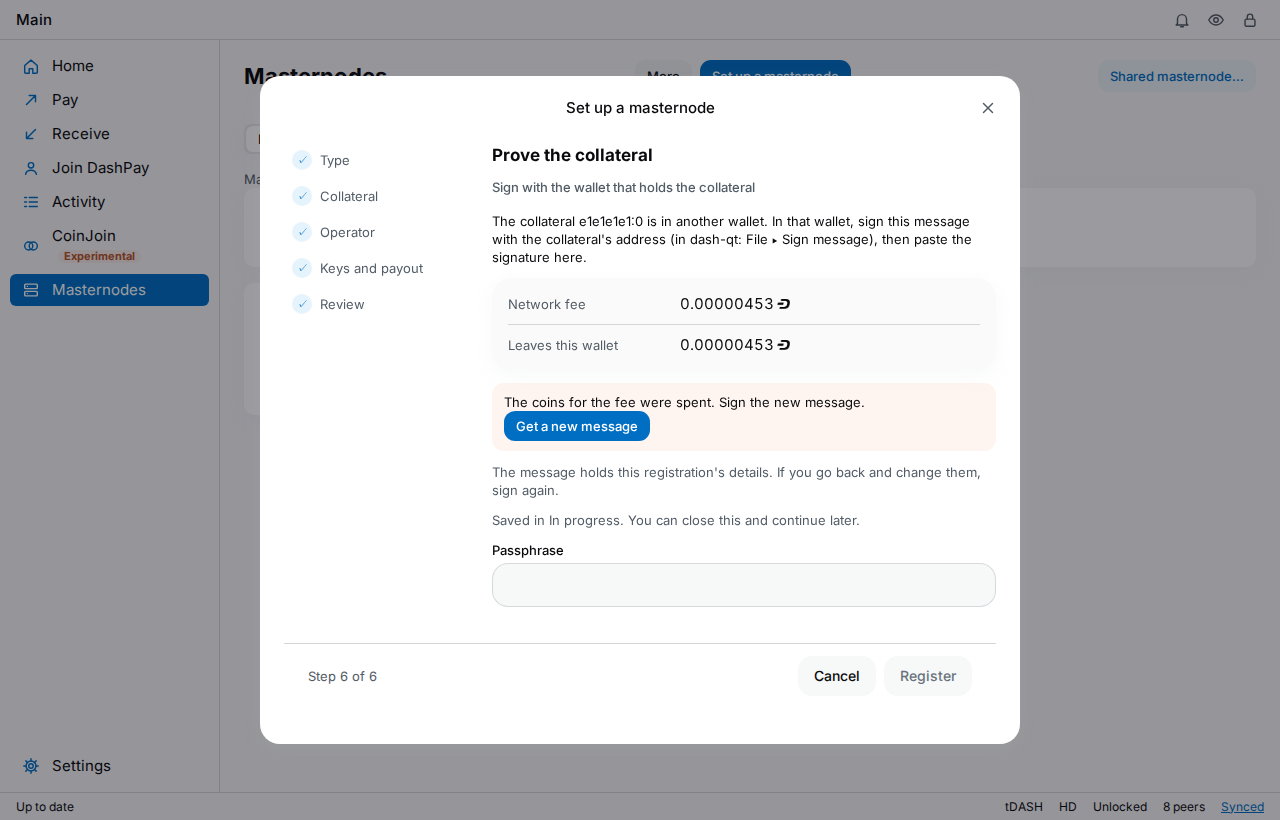 Main
Home
Pay
Receive
Join DashPay
Activity
CoinJoin
Experimental
Masternodes
Settings
Masternodes
More
Set up a masternode
Shared masternode...
Set up a masternode
✓ Type
✓ Collateral
✓ Operator
✓ Keys and payout
✓ Review
Prove the collateral
Sign with the wallet that holds the collateral
The collateral e1e1e1e1:0 is in another wallet. In that wallet, sign this message
with the collateral's address (in dash-qt: File ▸ Sign message), then paste the
signature here.
Network fee 0.00000453
Leaves this wallet 0.00000453
The coins for the fee were spent. Sign the new message.
Get a new message
The message holds this registration's details. If you go back and change them,
sign again.
Saved in In progress. You can close this and continue later.
Passphrase
Step 6 of 6
Cancel
Register
Up to date
tDASH HD Unlocked 8 peers Synced